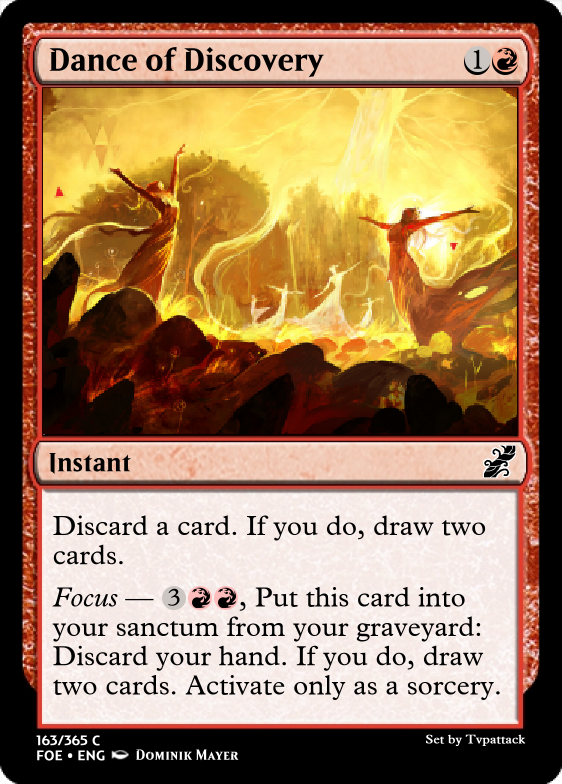 Dance of Discovery 1
Instant
Discard a card. If you do, draw two
cards.
Focus — 3, Put this card into
your sanctum from your graveyard:
Discard your hand. If you do, draw
two cards. Activate only as a sorcery.
163/365 C
Set by Tvpattack
FOE • ENG Dominik Mayer